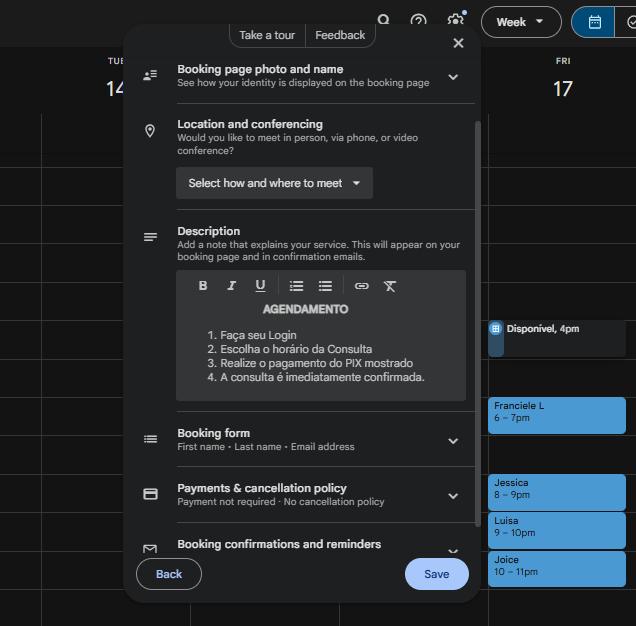 Week
Take a tour
Feedback
TUE
14
FRI
17
Booking page photo and name
See how your identity is displayed on the booking page
Location and conferencing
Would you like to meet in person, via phone, or video
conference?
Select how and where to meet
Description
Add a note that explains your service. This will appear on your
booking page and in confirmation emails.
B I U
AGENDAMENTO
1. Faça seu Login
2. Escolha o horário da Consulta
3. Realize o pagamento do PIX mostrado
4. A consulta é imediatamente confirmada.
Booking form
First name • Last name • Email address
Payments & cancellation policy
Payment not required · No cancellation policy
Booking confirmations and reminders
Back
Save
Disponível, 4pm
Franciele L
6 – 7pm
Jessica
8 – 9pm
Luisa
9 – 10pm
Joice
10 – 11pm